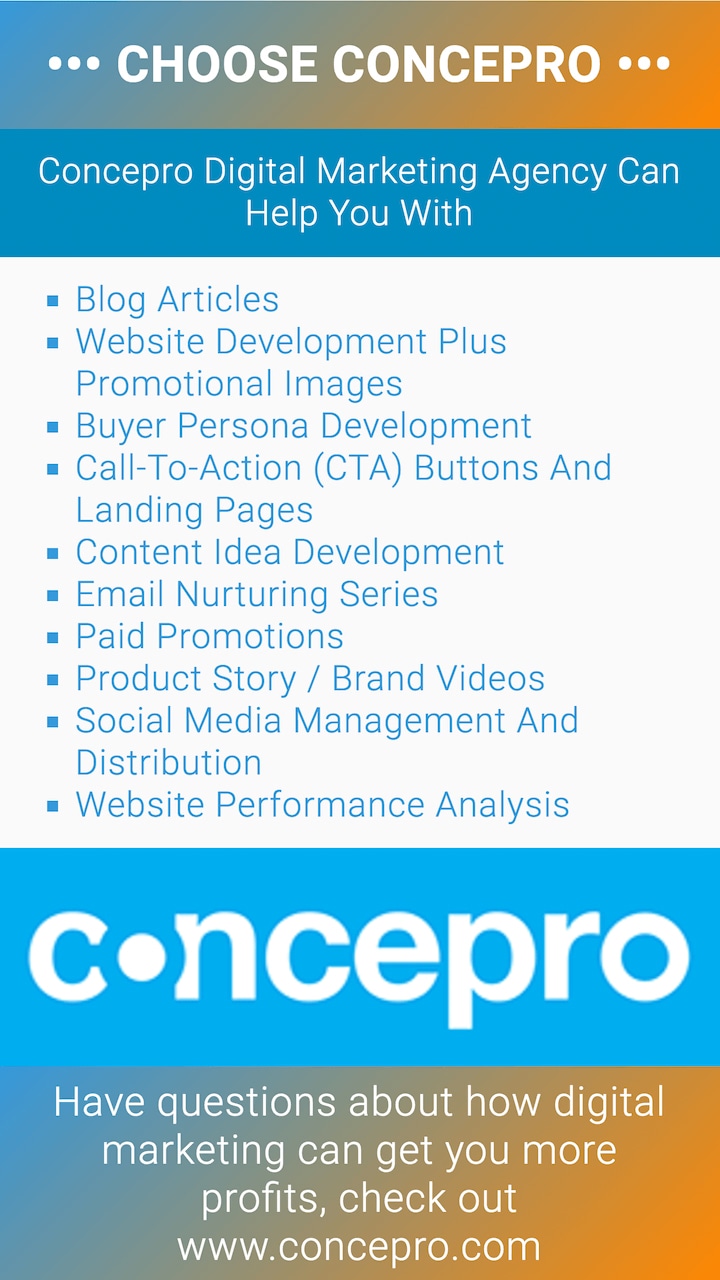 ••• CHOOSE CONCEPRO •••
Concepro Digital Marketing Agency Can
Help You With
▪ Blog Articles
▪ Website Development Plus
Promotional Images
▪ Buyer Persona Development
▪ Call-To-Action (CTA) Buttons And
Landing Pages
▪ Content Idea Development
▪ Email Nurturing Series
▪ Paid Promotions
▪ Product Story / Brand Videos
▪ Social Media Management And
Distribution
▪ Website Performance Analysis
concepro
Have questions about how digital
marketing can get you more
profits, check out
www.concepro.com